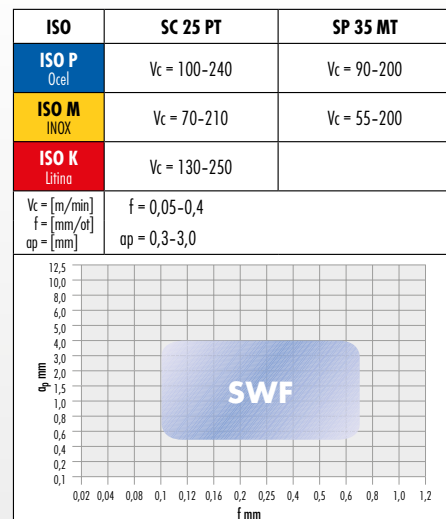 ISO SC 25 PT SP 35 MT
ISO P
Ocel
Vc = 100-240 Vc = 90-200
ISO M
INOX
Vc = 70-210 Vc = 55-200
ISO K
Litina
Vc = 130-250
Vc = [m/min]
f = [mm/ot]
ap = [mm]
f = 0,05-0,4
ap = 0,3-3,0
ap mm
12,5
10,0
8,0
6,0
5,0
4,0
3,0
2,0
1,5
1,0
0,8
0,6
0,4
0,2
0,1
SWF
0,02 0,04 0,08 0,1 0,12 0,16 0,2 0,25 0,4 0,5 0,6 0,8 1,0 1,2
f mm